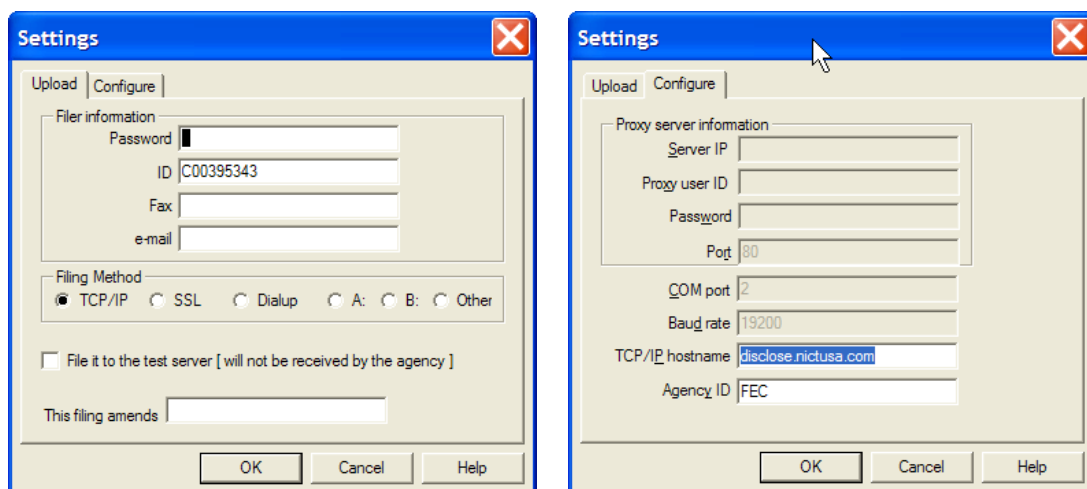 Settings
Upload Configure
Filer information
Password
ID C00395343
Fax
e-mail
Filing Method
TCP/IP SSL Dialup A: B: Other
File it to the test server [ will not be received by the agency ]
This filing amends
OK Cancel Help
Settings
Upload Configure
Proxy server information
Server IP
Proxy user ID
Password
Port 80
COM port 2
Baud rate 19200
TCP/IP hostname disclose.nictusa.com
Agency ID FEC
OK Cancel Help